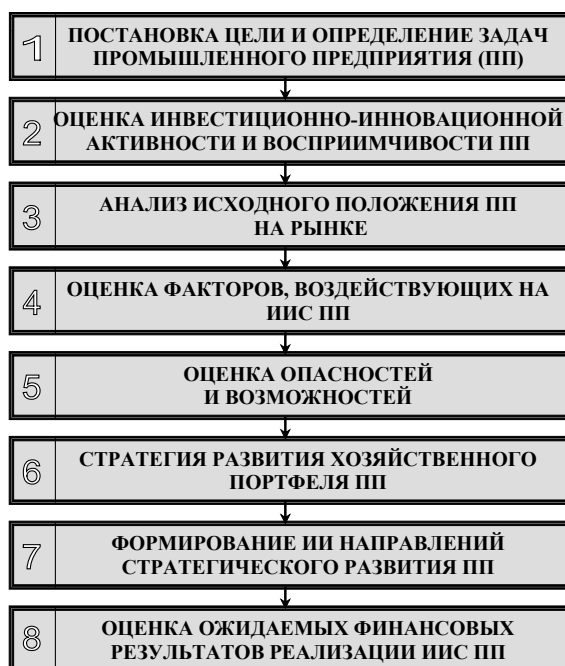 1
ПОСТАНОВКА ЦЕЛИ И ОПРЕДЕЛЕНИЕ ЗАДАЧ
ПРОМЫШЛЕННОГО ПРЕДПРИЯТИЯ (ПП)
2
ОЦЕНКА ИНВЕСТИЦИОННО-ИННОВАЦИОННОЙ
АКТИВНОСТИ И ВОСПРИИМЧИВОСТИ ПП
3
АНАЛИЗ ИСХОДНОГО ПОЛОЖЕНИЯ ПП
НА РЫНКЕ
4
ОЦЕНКА ФАКТОРОВ, ВОЗДЕЙСТВУЮЩИХ НА
ИИС ПП
5
ОЦЕНКА ОПАСНОСТЕЙ
И ВОЗМОЖНОСТЕЙ
6
СТРАТЕГИЯ РАЗВИТИЯ ХОЗЯЙСТВЕННОГО
ПОРТФЕЛЯ ПП
7
ФОРМИРОВАНИЕ ИИ НАПРАВЛЕНИЙ
СТРАТЕГИЧЕСКОГО РАЗВИТИЯ ПП
8
ОЦЕНКА ОЖИДАЕМЫХ ФИНАНСОВЫХ
РЕЗУЛЬТАТОВ РЕАЛИЗАЦИИ ИИС ПП